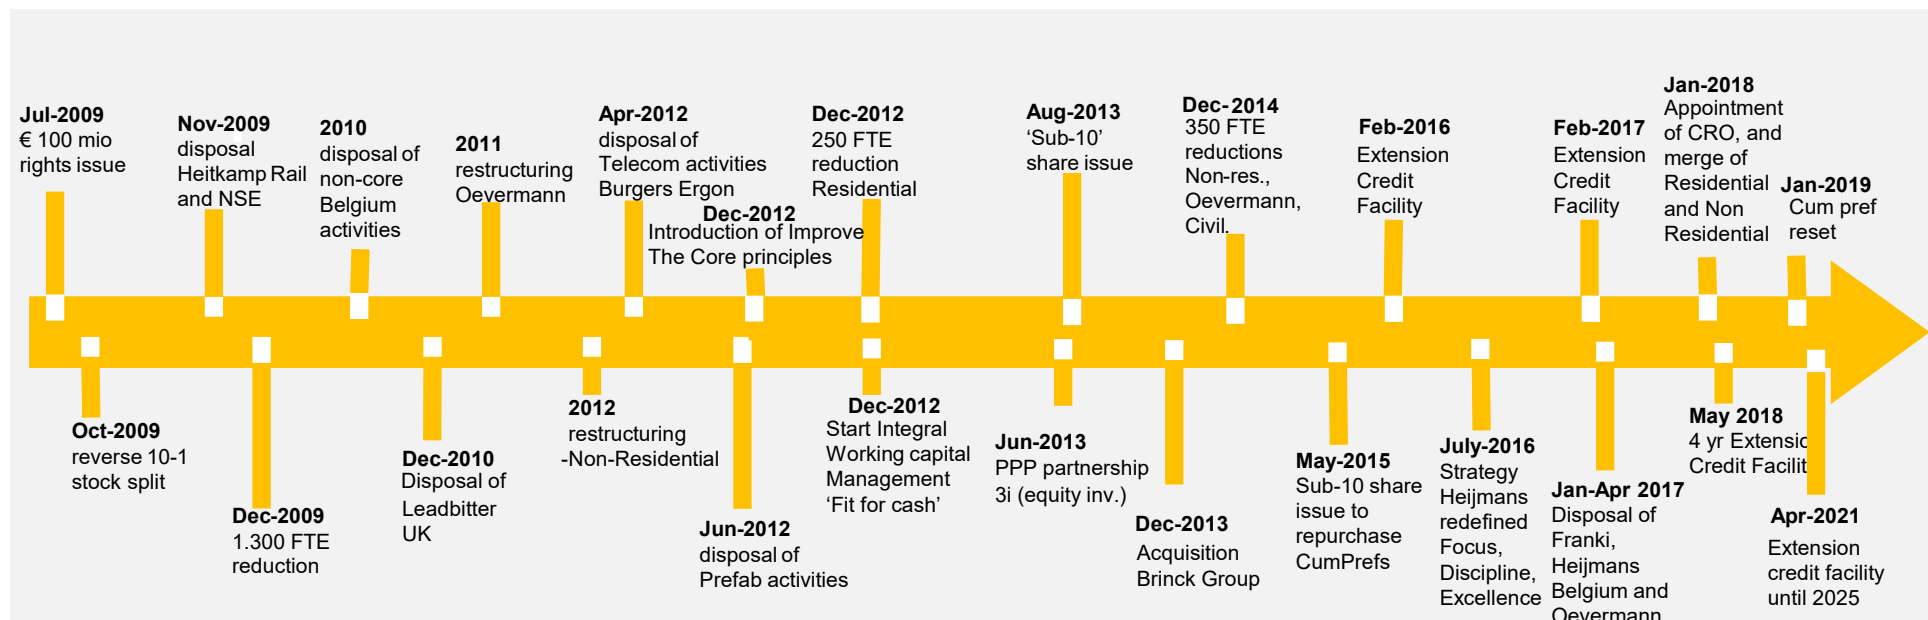 Jul-2009
€ 100 mio
rights issue
Nov-2009
disposal
Heitkamp Rail
and NSE
2010
disposal of
non-core
Belgium
activities
2011
restructuring
Oevermann
Apr-2012
disposal of
Telecom activities
Burgers Ergon
Dec-2012
Introduction of Improve
The Core principles
Dec-2012
250 FTE
reduction
Residential
Aug-2013
‘Sub-10’
share issue
Dec-2014
350 FTE
reductions
Non-res.,
Oevermann,
Civil.
Feb-2016
Extension
Credit
Facility
Feb-2017
Extension
Credit
Facility
Jan-2018
Appointment
of CRO, and
merge of
Residential
and Non
Residential
Jan-2019
Cum pref
reset
Oct-2009
reverse 10-1
stock split
Dec-2009
1.300 FTE
reduction
Dec-2010
Disposal of
Leadbitter
UK
2012
restructuring
-Non-Residential
Jun-2012
disposal of
Prefab activities
Dec-2012
Start Integral
Working capital
Management
‘Fit for cash’
Jun-2013
PPP partnership
3i (equity inv.)
Dec-2013
Acquisition
Brinck Group
May-2015
Sub-10 share
issue to
repurchase
CumPrefs
July-2016
Strategy
Heijmans
redefined
Focus,
Discipline,
Excellence
Jan-Apr 2017
Disposal of
Franki,
Heijmans
Belgium and
Oevermann
May 2018
4 yr Extensio
Credit Facilit
Apr-2021
Extension
credit facility
until 2025